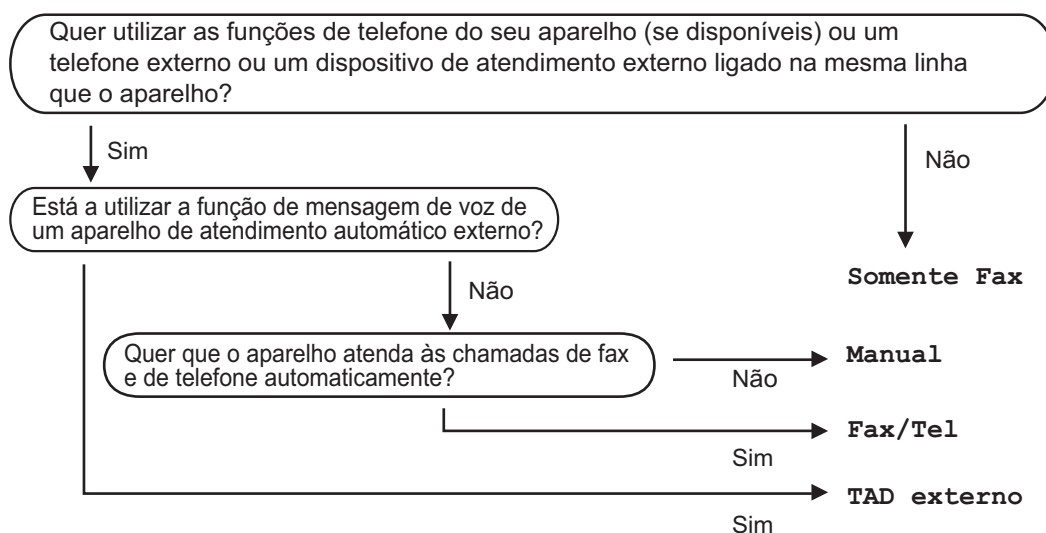 Quer utilizar as funções de telefone do seu aparelho (se disponíveis) ou um
telefone externo ou um dispositivo de atendimento externo ligado na mesma linha
que o aparelho?
Sim
Não
Está a utilizar a função de mensagem de voz de
um aparelho de atendimento automático externo?
Somente Fax
Não
Quer que o aparelho atenda às chamadas de fax
e de telefone automaticamente?
Manual
Não
Fax/Tel
Sim
TAD externo
Sim